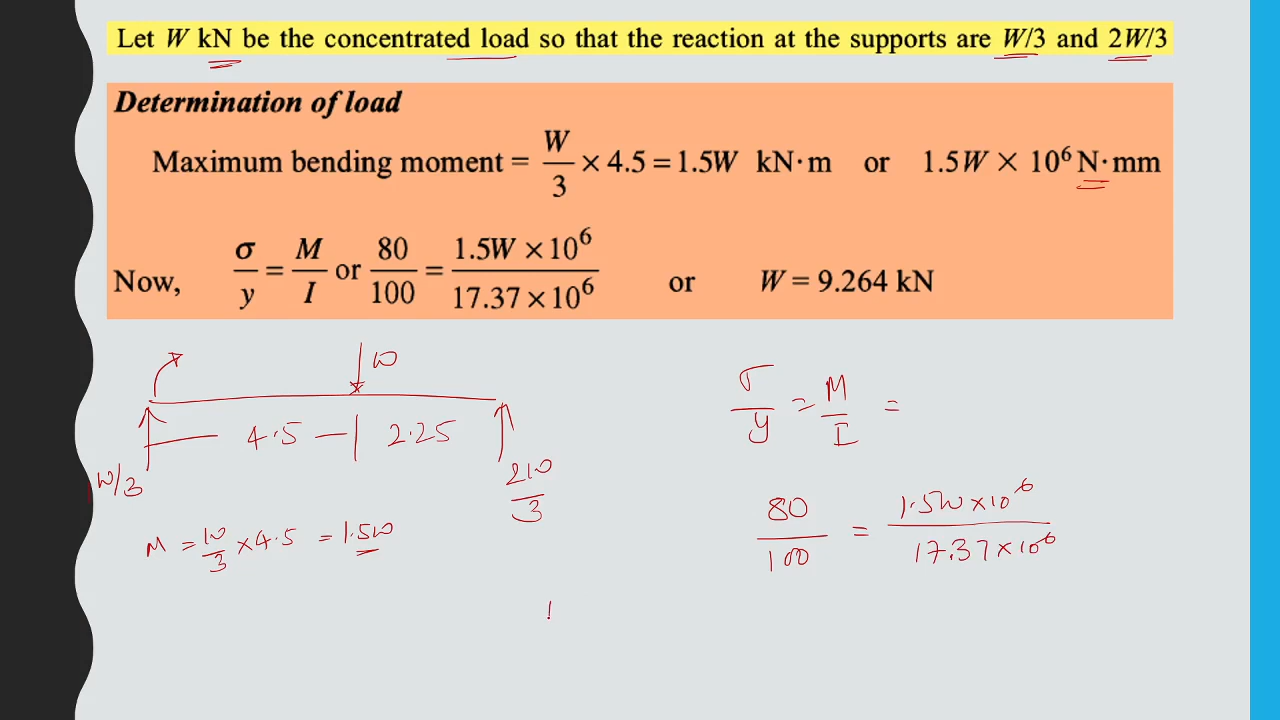 Let W kN be the concentrated load so that the reaction at the supports are W/3 and 2W/3
Determination of load
Maximum bending moment = W/3 × 4.5 = 1.5W kN·m or 1.5W × 10⁶ N·mm
Now, σ/y = M/I or 80/100 = 1.5W × 10⁶/17.37 × 10⁶ or W = 9.264 kN
W
4.5 2.25
W/3
2W/3
M = W/3 × 4.5 = 1.5W
σ/y = M/I =
80/100 = 1.5W × 10⁶/17.37 × 10⁶